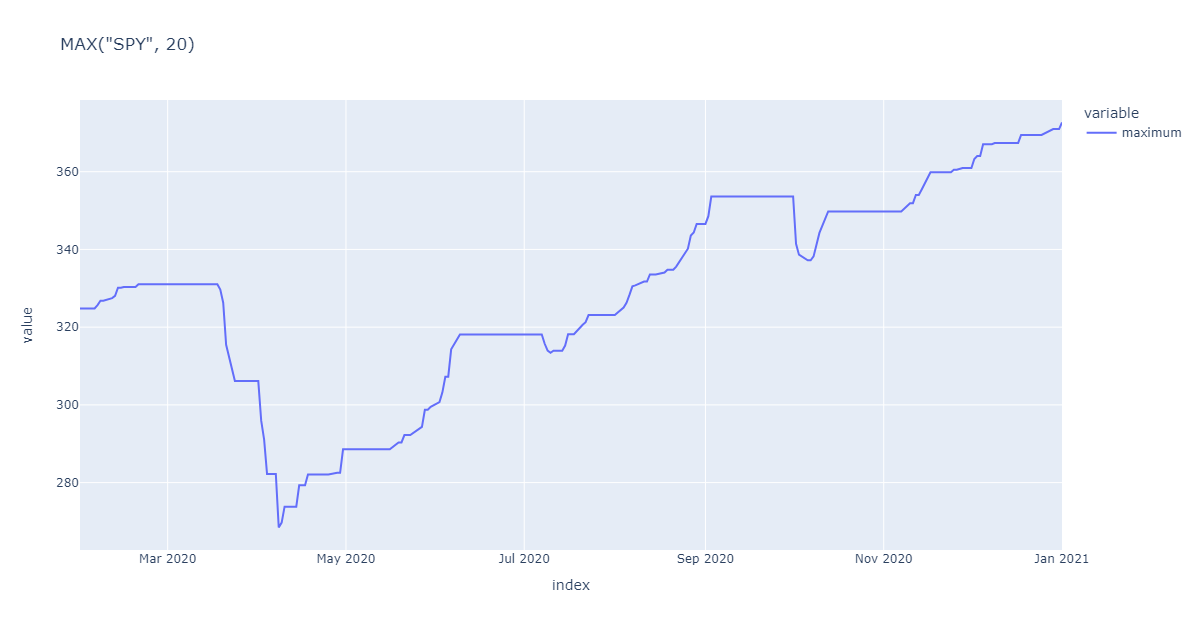 MAX("SPY", 20)
variable
maximum
360
340
320
300
280
value
Mar 2020
May 2020
Jul 2020
Sep 2020
Nov 2020
Jan 2021
index